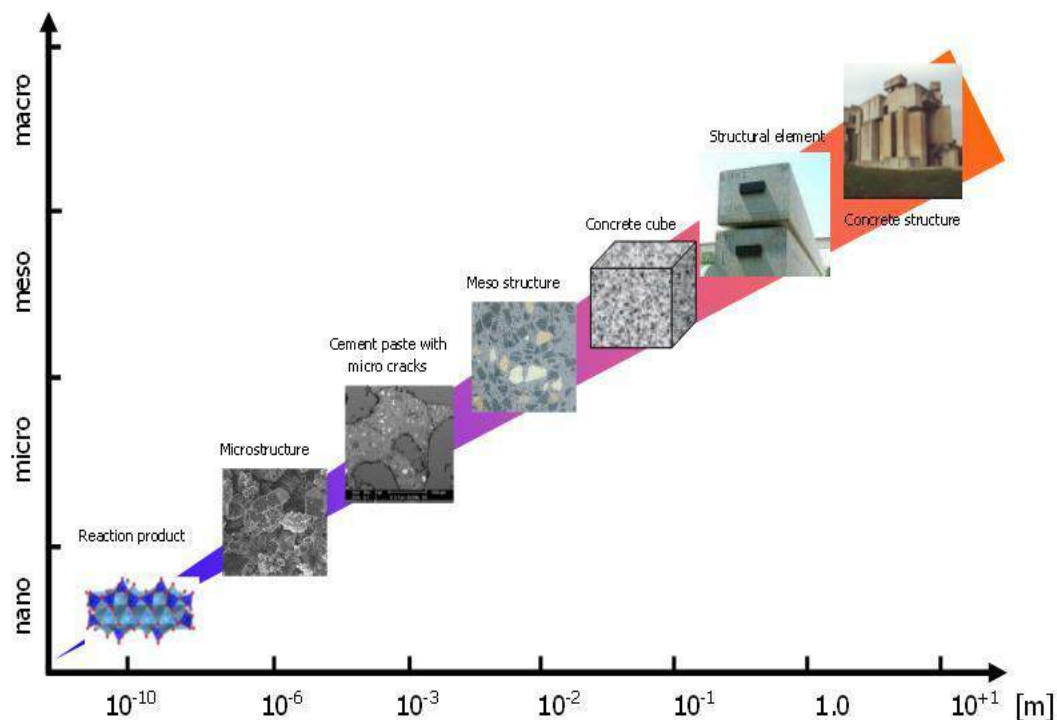 macro
meso
micro
nano
Structural element
Concrete structure
Concrete cube
Meso structure
Cement paste with
micro cracks
Microstructure
Reaction product
10-10
10-6
10-3
10-2
10-1
1.0
10+1
[m]